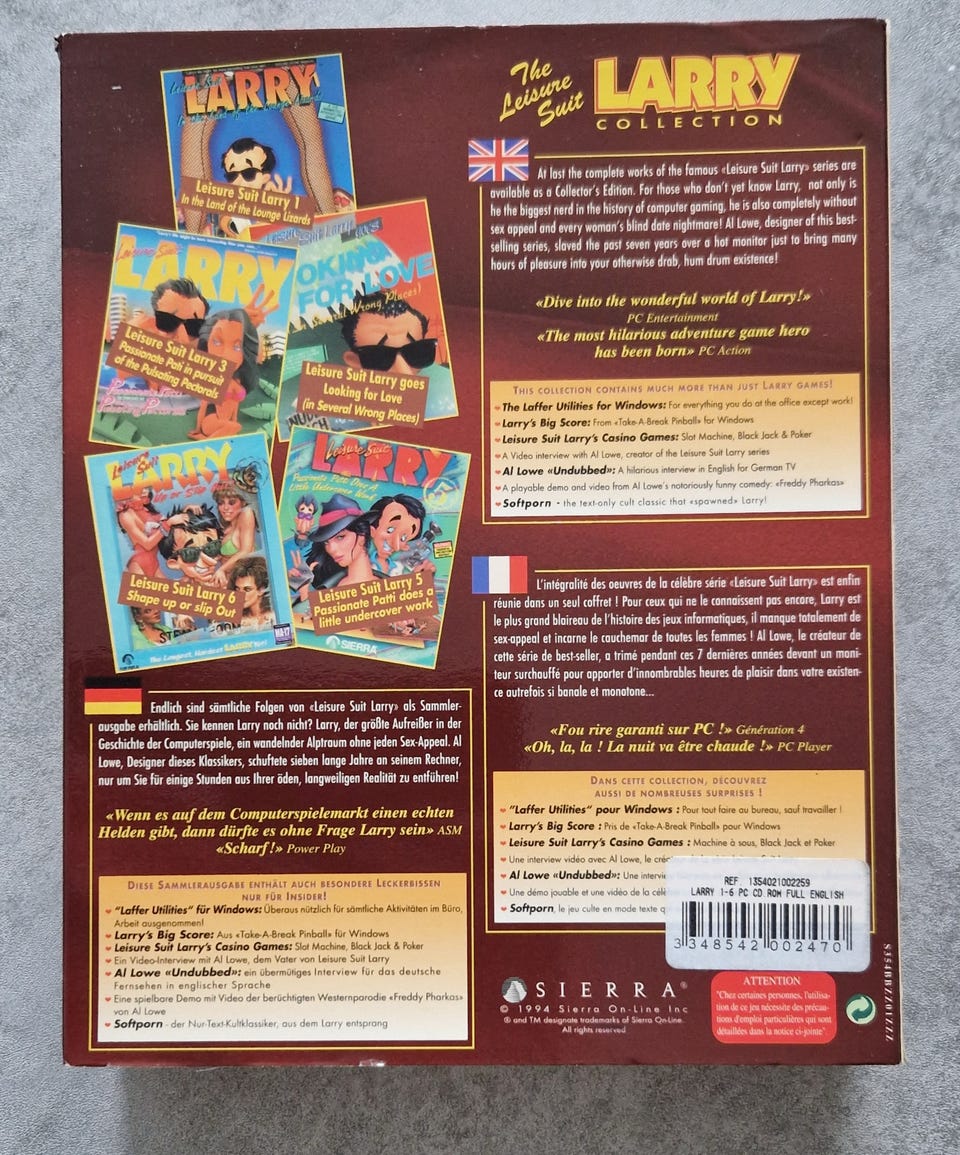 LARRY
Leisure Suit Larry 1
In the Land of the Lounge Lizards
Leisure Suit
LARRY
Leisure Suit Larry 3
Passionate Pati in pursuit
of the Pulsating Pectorals
Leisure Suit Larry GOES
FOR LOVE
Several Wrong Places)
Leisure Suit Larry goes
Looking for Love
(in Several Wrong Places)
Leisure Suit
LARRY
Up or Slip
Leisure Suit Larry 6
Shape up or slip Out
The Longest, Hardest LARRY Yet!
Leisure Suit
LARRY
5
Passionate Patti Does A
Little Undercover Work
Leisure Suit Larry 5
Passionate Patti does a
little undercover work
SIERRA
The
Leisure
Suit
LARRY
COLLECTION
At last the complete works of the famous «Leisure Suit Larry» series are
available as a Collector's Edition. For those who don't yet know Larry, not only is
he the biggest nerd in the history of computer gaming, he is also completely without
sex appeal and every woman's blind date nightmare! Al Lowe, designer of this best-
selling series, slaved the past seven years over a hot monitor just to bring many
hours of pleasure into your otherwise drab, hum drum existence!
«Dive into the wonderful world of Larry!»
PC Entertainment
«The most hilarious adventure game hero
has been born» PC Action
THIS COLLECTION CONTAINS MUCH MORE THAN JUST LARRY GAMES!
The Laffer Utilities for Windows: For everything you do at the office except work!
Larry's Big Score: From «Take-A-Break Pinball» for Windows
Leisure Suit Larry's Casino Games: Slot Machine, Black Jack & Poker
A Video interview with Al Lowe, creator of the Leisure Suit Larry series
Al Lowe «Undubbed»: A hilarious interview in English for German TV
A playable demo and video from Al Lowe's notoriously funny comedy: «Freddy Pharkas»
Softporn - the text-only cult classic that «spawned» Larry!
L'intégralité des oeuvres de la célèbre série «Leisure Suit Larry» est enfin
réunie dans un seul coffret ! Pour ceux qui ne le connaissent pas encore, Larry est
le plus grand blaireau de l'histoire des jeux informatiques, il manque totalement de
sex-appeal et incarne le cauchemar de toutes les femmes ! Al Lowe, le créateur de
cette série de best-seller, a trimé pendant ces 7 dernières années devant un moni-
teur surchauffé pour apporter d'innombrables heures de plaisir dans votre existen-
ce autrefois si banale et monotone...
«Fou rire garanti sur PC !» Génération 4
«Oh, la, la ! La nuit va être chaude !» PC Player
DANS CETTE COLLECTION, DÉCOUVREZ
AUSSI DE NOMBREUSES SURPRISES !
"Laffer Utilities" pour Windows : Pour tout faire au bureau, sauf travailler !
Larry's Big Score : Pris de «Take-A-Break Pinball» pour Windows
Leisure Suit Larry's Casino Games : Machine à sous, Black Jack et Poker
Une interview vidéo avec Al Lowe, le
Al Lowe «Undubbed»: Une
Une démo jouable et une vidéo de la
Softporn, le jeu culte en mode texte
REF. 1354021002259
LARRY 1-6 PC CD.ROM FULL ENGLISH
3 348542 002470
Endlich sind sämtliche Folgen von «Leisure Suit Larry» als Sammler-
ausgabe erhältlich. Sie kennen Larry noch nicht? Larry, der größte Aufreißer in der
Geschichte der Computerspiele, ein wandelnder Alptraum ohne jeden Sex-Appeal. Al
Lowe, Designer dieses Klassikers, schuftete sieben lange Jahre an seinem Rechner,
nur um Sie für einige Stunden aus Ihrer öden, langweiligen Realität zu entführen!
«Wenn es auf dem Computerspielemarkt einen echten
Helden gibt, dann dürfte es ohne Frage Larry sein» ASM
«Scharf!» Power Play
DIESE SAMMLERAUSGABE ENTHÄLT AUCH BESONDERE LECKERBISSEN
NUR FÜR INSIDER!
"Laffer Utilities" für Windows: Überaus nützlich für sämtliche Aktivitäten im Büro,
Arbeit ausgenommen!
Larry's Big Score: Aus «Take-A-Break Pinball» für Windows
Leisure Suit Larry's Casino Games: Slot Machine, Black Jack & Poker
Ein Video-Interview mit Al Lowe, dem Vater von Leisure Suit Larry
Al Lowe «Undubbed»: ein übermütiges Interview für das deutsche
Fernsehen in englischer Sprache
Eine spielbare Demo mit Video der berüchtigten Westernparodie «Freddy Pharkas»
von Al Lowe
Softporn - der Nur-Text-Kultklassiker, aus dem Larry entsprang
SIERRA®
© 1994 Sierra On-Line Inc
® and TM designate trademarks of Sierra On-Line.
All rights reserved
ATTENTION
"Chez certaines personnes, l'utilisa-
tion de ce jeu nécessite des précau-
tions d'emploi particulières qui sont
détaillées dans la notice ci-jointe"
S354BBZZ01ZZZ